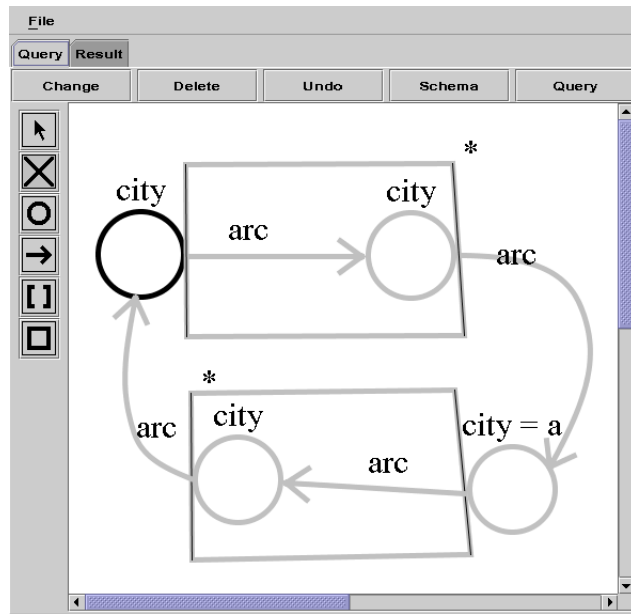 File
Query Result
Change Delete Undo Schema Query
*
city
city
arc
arc
*
city
city = a
arc
arc